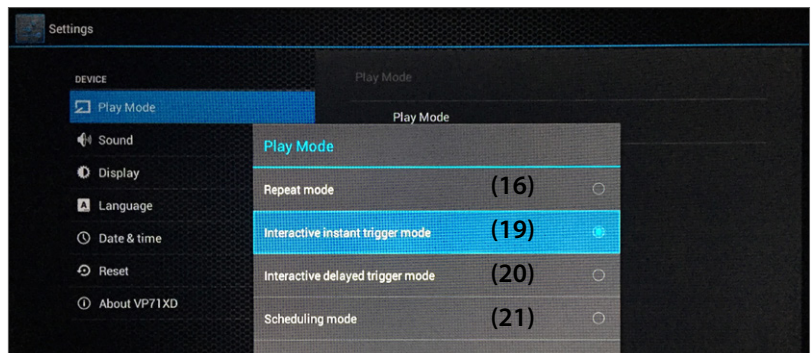 Settings
DEVICE
Play Mode
Sound
Display
Language
Date & time
Reset
About VP71XD
Play Mode
Play Mode
Play Mode
Repeat mode (16)
Interactive instant trigger mode (19)
Interactive delayed trigger mode (20)
Scheduling mode (21)